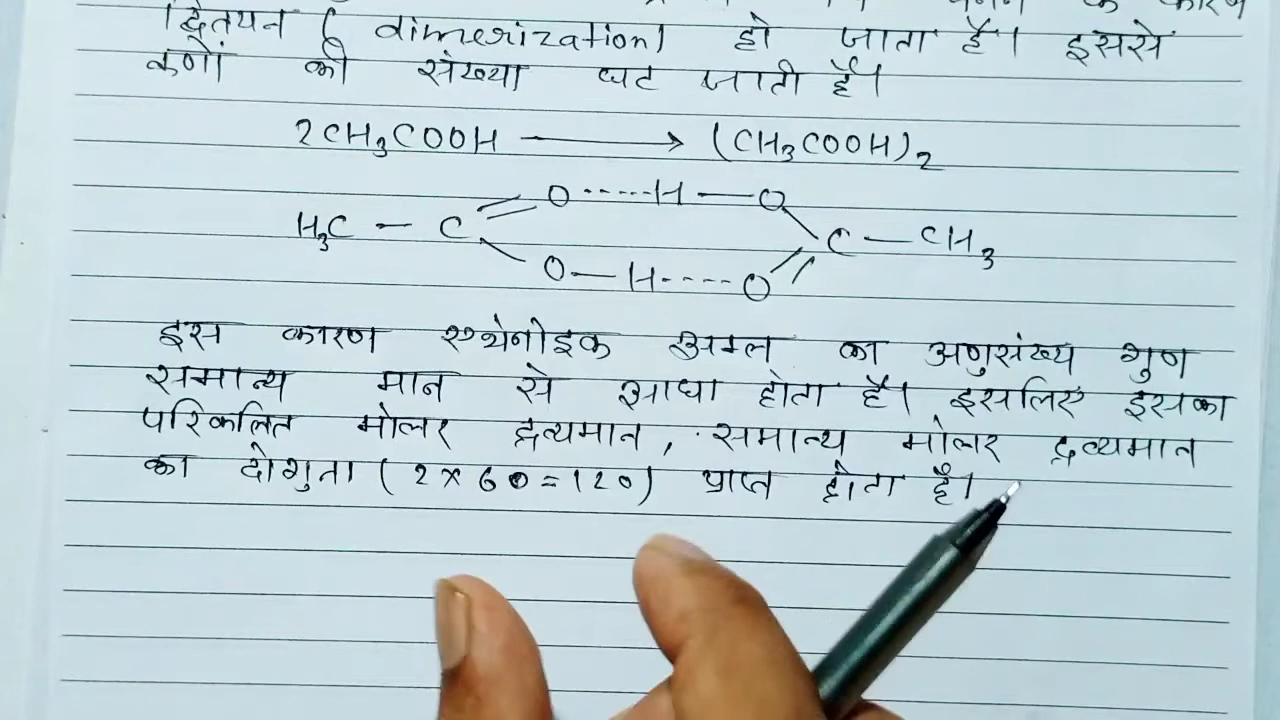 के कारण
द्वितयन ( dimerization) हो जाता है। इससे
कणों की संख्या घट जाती है।
2CH₃COOH ⟶ (CH₃COOH)₂
O ----- H — O
H₃C — C C — CH₃
O — H ---- O
इस कारण एथेनोइक अम्ल का अणुसंख्य गुण
समान्य मान से आधा होता है। इसलिए इसका
परिकलित मोलर द्रव्यमान, समान्य मोलर द्रव्यमान
का दोगुना (2 × 60 = 120) प्राप्त होता है।